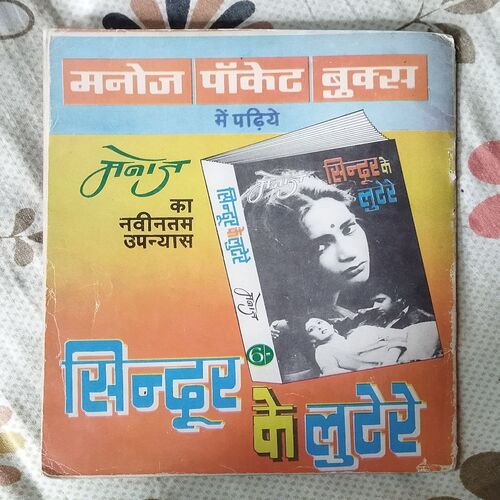 मनोज पॉकेट बुक्स
में पढ़िये
मनोज
का
नवीनतम
उपन्यास
मनोज
सिन्दूर के
लुटेरे
सिन्दूर के लुटेरे
मनोज
6/-
सिन्दूर
के लुटेरे